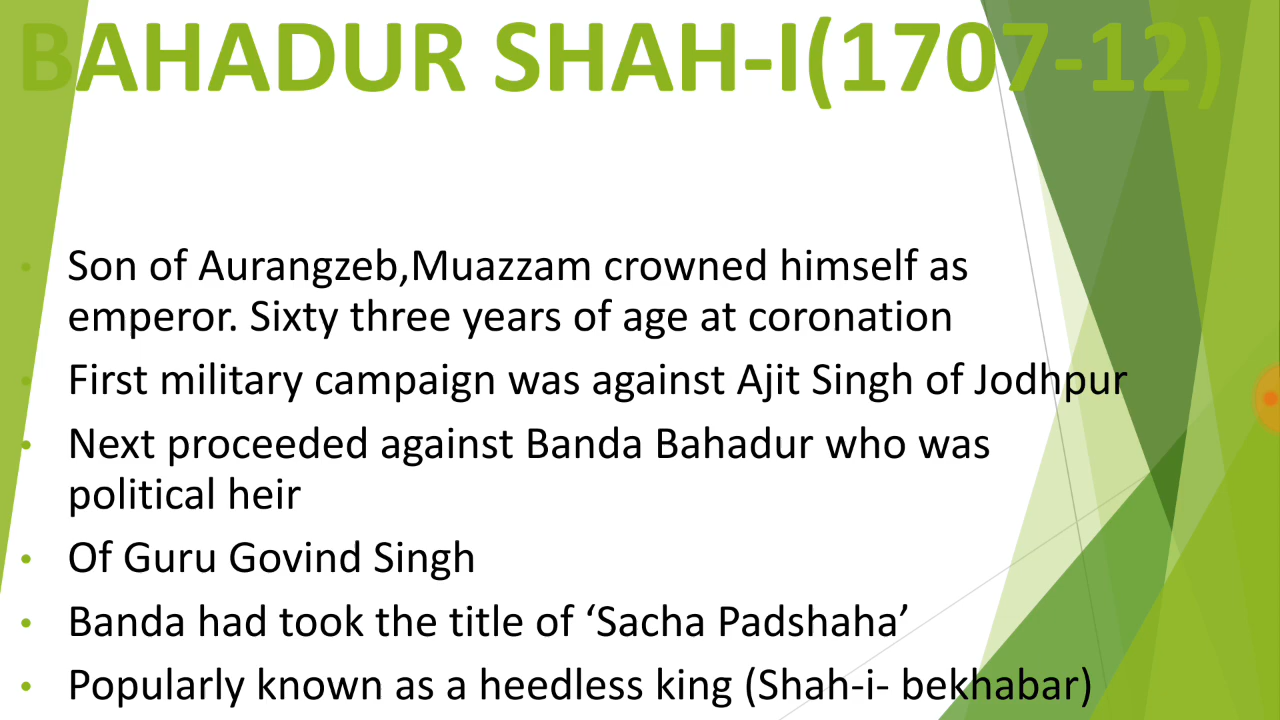 BAHADUR SHAH-I(1707-12)
• Son of Aurangzeb,Muazzam crowned himself as
emperor. Sixty three years of age at coronation
• First military campaign was against Ajit Singh of Jodhpur
• Next proceeded against Banda Bahadur who was
political heir
• Of Guru Govind Singh
• Banda had took the title of ‘Sacha Padshaha’
• Popularly known as a heedless king (Shah-i- bekhabar)